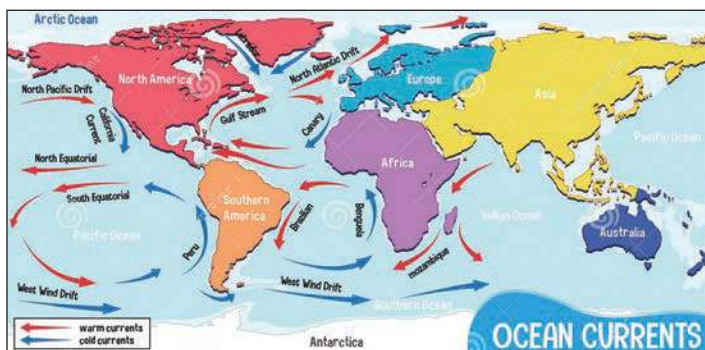 Arctic Ocean
Labrador
North America
North Atlantic Drift
Europe
Asia
North Pacific Drift
California
Current
Gulf Stream
Canary
Pacific Ocean
North Equatorial
Africa
South Equatorial
Southern
America
Brazilian
Benguela
Indian Ocean
Pacific Ocean
Peru
Australia
mozambique
West Wind Drift
West Wind Drift
Southern Ocean
warm currents
cold currents
Antarctica
OCEAN CURRENTS